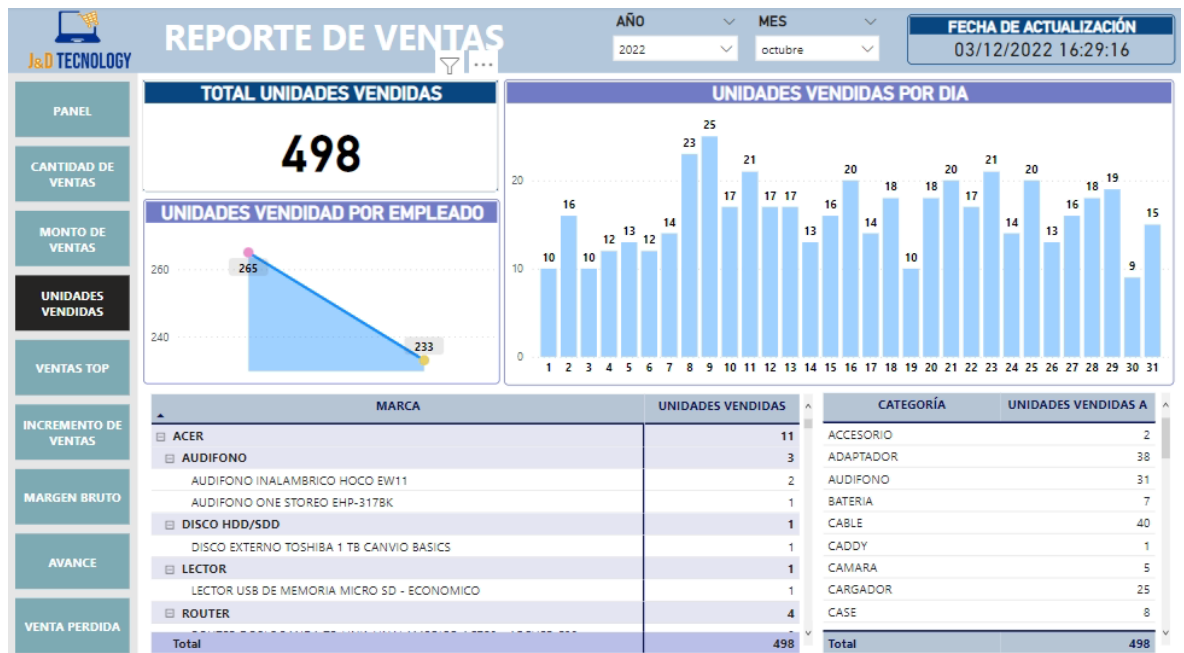 J&D TECNOLOGY
REPORTE DE VENTAS
AÑO
2022
MES
octubre
FECHA DE ACTUALIZACIÓN
03/12/2022 16:29:16
PANEL
CANTIDAD DE
VENTAS
MONTO DE
VENTAS
UNIDADES
VENDIDAS
VENTAS TOP
INCREMENTO DE
VENTAS
MARGEN BRUTO
AVANCE
VENTA PERDIDA
TOTAL UNIDADES VENDIDAS
498
UNIDADES VENDIDAD POR EMPLEADO
260
240
265
233
UNIDADES VENDIDAS POR DIA
20
10
0
10 16 10 12 13 12 14 23 25 17 21 17 17 13 16 20 14 18 10 18 20 17 21 14 20 13 16 18 19 9 15
1 2 3 4 5 6 7 8 9 10 11 12 13 14 15 16 17 18 19 20 21 22 23 24 25 26 27 28 29 30 31
MARCA UNIDADES VENDIDAS
ACER 11
AUDIFONO 3
AUDIFONO INALAMBRICO HOCO EW11 2
AUDIFONO ONE STOREO EHP-317BK 1
DISCO HDD/SDD 1
DISCO EXTERNO TOSHIBA 1 TB CANVIO BASICS 1
LECTOR 1
LECTOR USB DE MEMORIA MICRO SD - ECONOMICO 1
ROUTER 4
Total 498
CATEGORÍA UNIDADES VENDIDAS A
ACCESORIO 2
ADAPTADOR 38
AUDIFONO 31
BATERIA 7
CABLE 40
CADDY 1
CAMARA 5
CARGADOR 25
CASE 8
Total 498